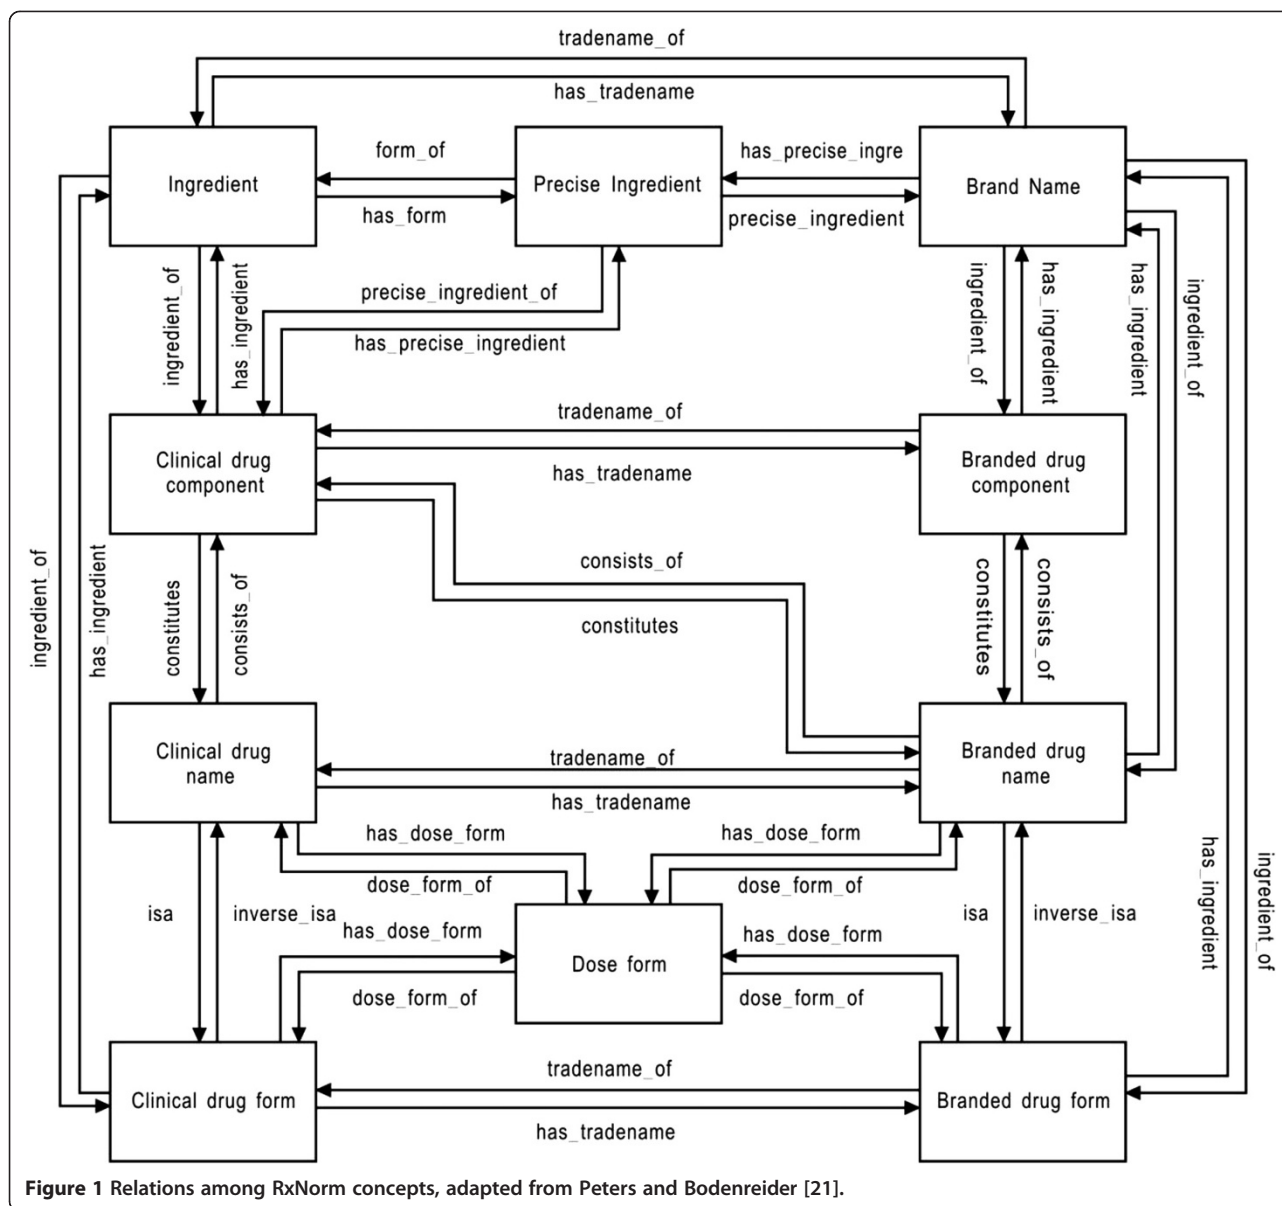 tradename_of
has_tradename
form_of
has_precise_ingre
Ingredient
Precise Ingredient
Brand Name
has_form
precise_ingredient
ingredient_of
has_ingredient
precise_ingredient_of
has_precise_ingredient
ingredient_of
has_ingredient
has_ingredient
ingredient_of
tradename_of
Clinical drug
component
Branded drug
component
has_tradename
ingredient_of
has_ingredient
constitutes
consists_of
consists_of
constitutes
constitutes
consists_of
Clinical drug
name
Branded drug
name
tradename_of
has_tradename
has_dose_form
has_dose_form
dose_form_of
dose_form_of
isa
inverse_isa
isa
inverse_isa
has_ingredient
ingredient_of
has_dose_form
has_dose_form
Dose form
dose_form_of
dose_form_of
tradename_of
Clinical drug form
Branded drug form
has_tradename
Figure 1 Relations among RxNorm concepts, adapted from Peters and Bodenreider [21].